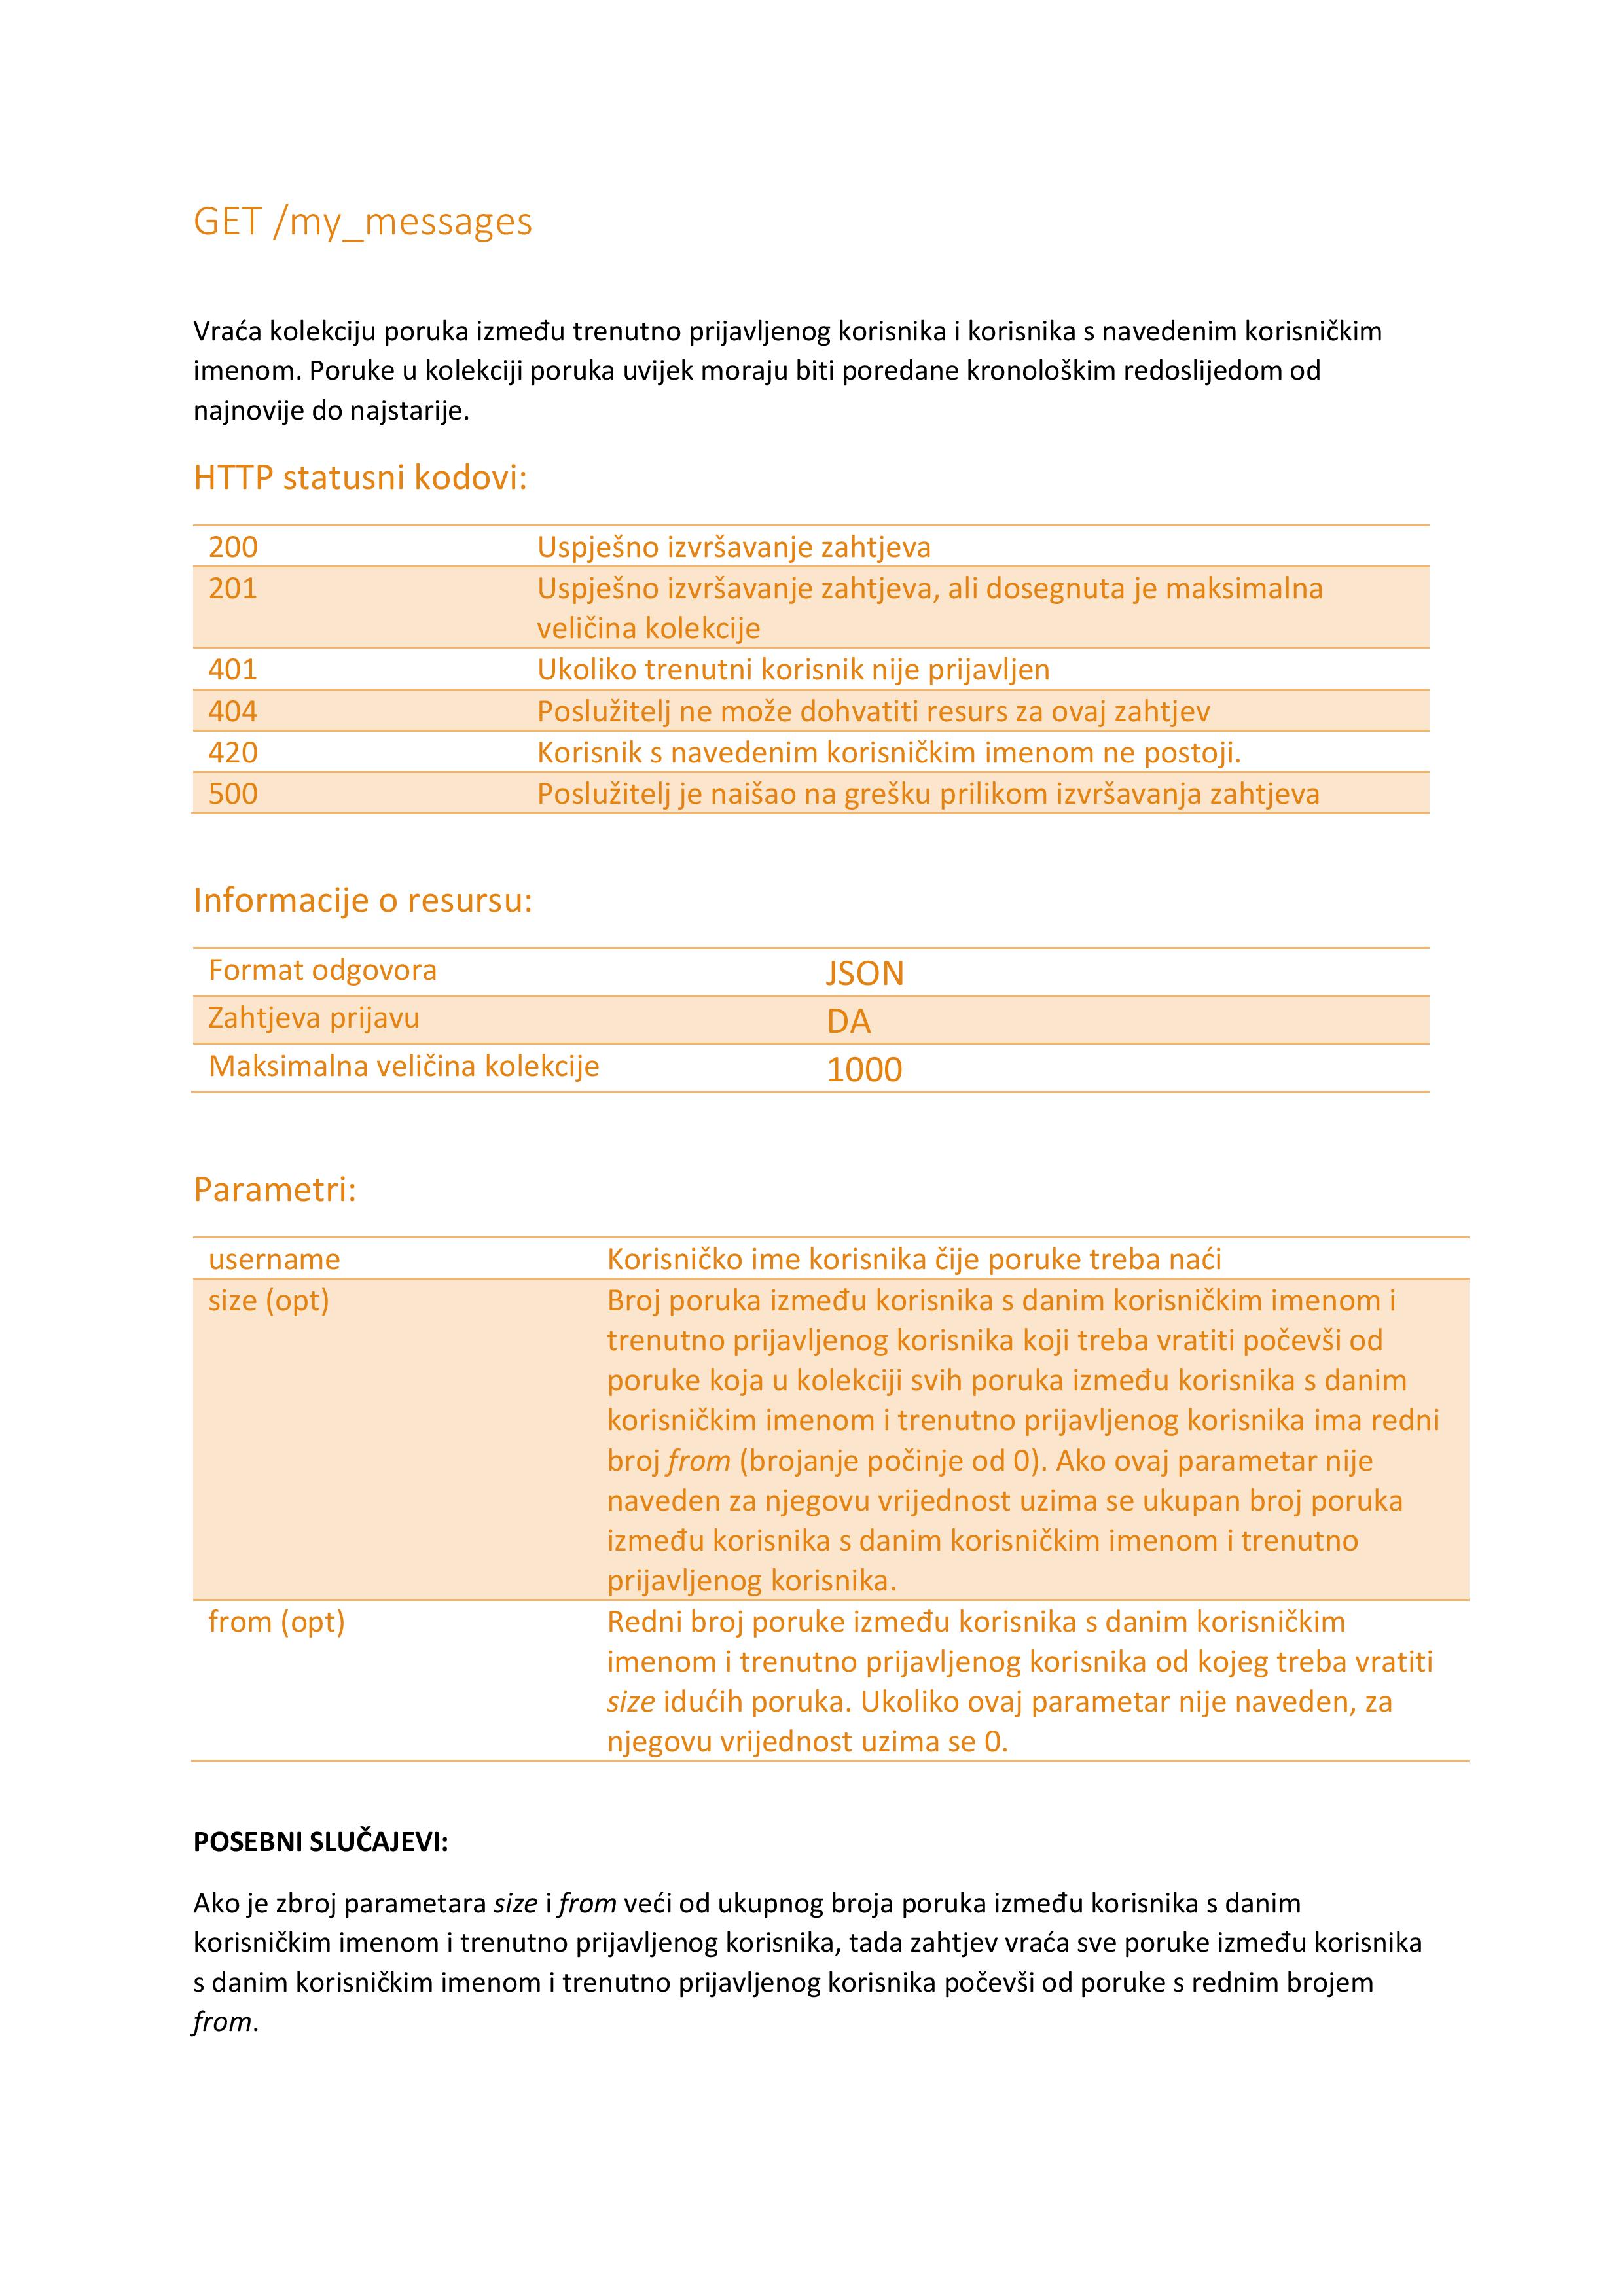 GET /my_messages
Vraća kolekciju poruka između trenutno prijavljenog korisnika i korisnika s navedenim korisničkim
imenom. Poruke u kolekciji poruka uvijek moraju biti poredane kronološkim redoslijedom od
najnovije do najstarije.
HTTP statusni kodovi:
200 Uspješno izvršavanje zahtjeva
201 Uspješno izvršavanje zahtjeva, ali dosegnuta je maksimalna
veličina kolekcije
401 Ukoliko trenutni korisnik nije prijavljen
404 Poslužitelj ne može dohvatiti resurs za ovaj zahtjev
420 Korisnik s navedenim korisničkim imenom ne postoji.
500 Poslužitelj je naišao na grešku prilikom izvršavanja zahtjeva
Informacije o resursu:
Format odgovora JSON
Zahtjeva prijavu DA
Maksimalna veličina kolekcije 1000
Parametri:
username Korisničko ime korisnika čije poruke treba naći
size (opt) Broj poruka između korisnika s danim korisničkim imenom i
trenutno prijavljenog korisnika koji treba vratiti počevši od
poruke koja u kolekciji svih poruka između korisnika s danim
korisničkim imenom i trenutno prijavljenog korisnika ima redni
broj from (brojanje počinje od 0). Ako ovaj parametar nije
naveden za njegovu vrijednost uzima se ukupan broj poruka
između korisnika s danim korisničkim imenom i trenutno
prijavljenog korisnika.
from (opt) Redni broj poruke između korisnika s danim korisničkim
imenom i trenutno prijavljenog korisnika od kojeg treba vratiti
size idućih poruka. Ukoliko ovaj parametar nije naveden, za
njegovu vrijednost uzima se 0.
POSEBNI SLUČAJEVI:
Ako je zbroj parametara size i from veći od ukupnog broja poruka između korisnika s danim
korisničkim imenom i trenutno prijavljenog korisnika, tada zahtjev vraća sve poruke između korisnika
s danim korisničkim imenom i trenutno prijavljenog korisnika počevši od poruke s rednim brojem
from.